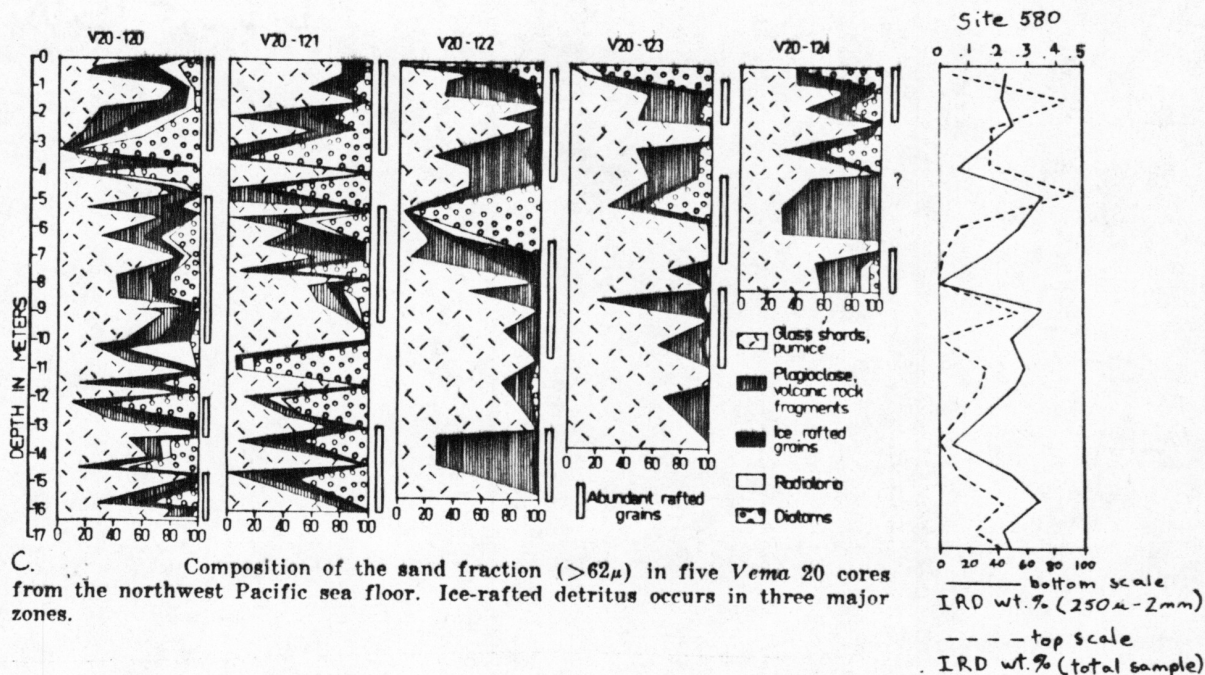 Site 580
V20-120 V20-121 V20-122 V20-123 V20-124
0 1 2 3 4 5
DEPTH IN METERS
-0
-1
-2
-3
-4
-5
-6
-7
-8
-9
-10
-11
-12
-13
-14
-15
-16
17
?
0 20 40 60 80 100
Glass shards, pumice
Plagioclase, volcanic rock fragments
Ice rafted grains
Radiolaria
Diatoms
0 20 40 60 80 100
Abundant rafted grains
0 20 40 60 80 100
0 20 40 60 80 100
0 20 40 60 80 100
0 20 40 60 80 100
C. Composition of the sand fraction (>62μ) in five Vema 20 cores
from the northwest Pacific sea floor. Ice-rafted detritus occurs in three major
zones.
bottom scale
IRD wt.% (250μ-2mm)
top scale
IRD wt.% (total sample)